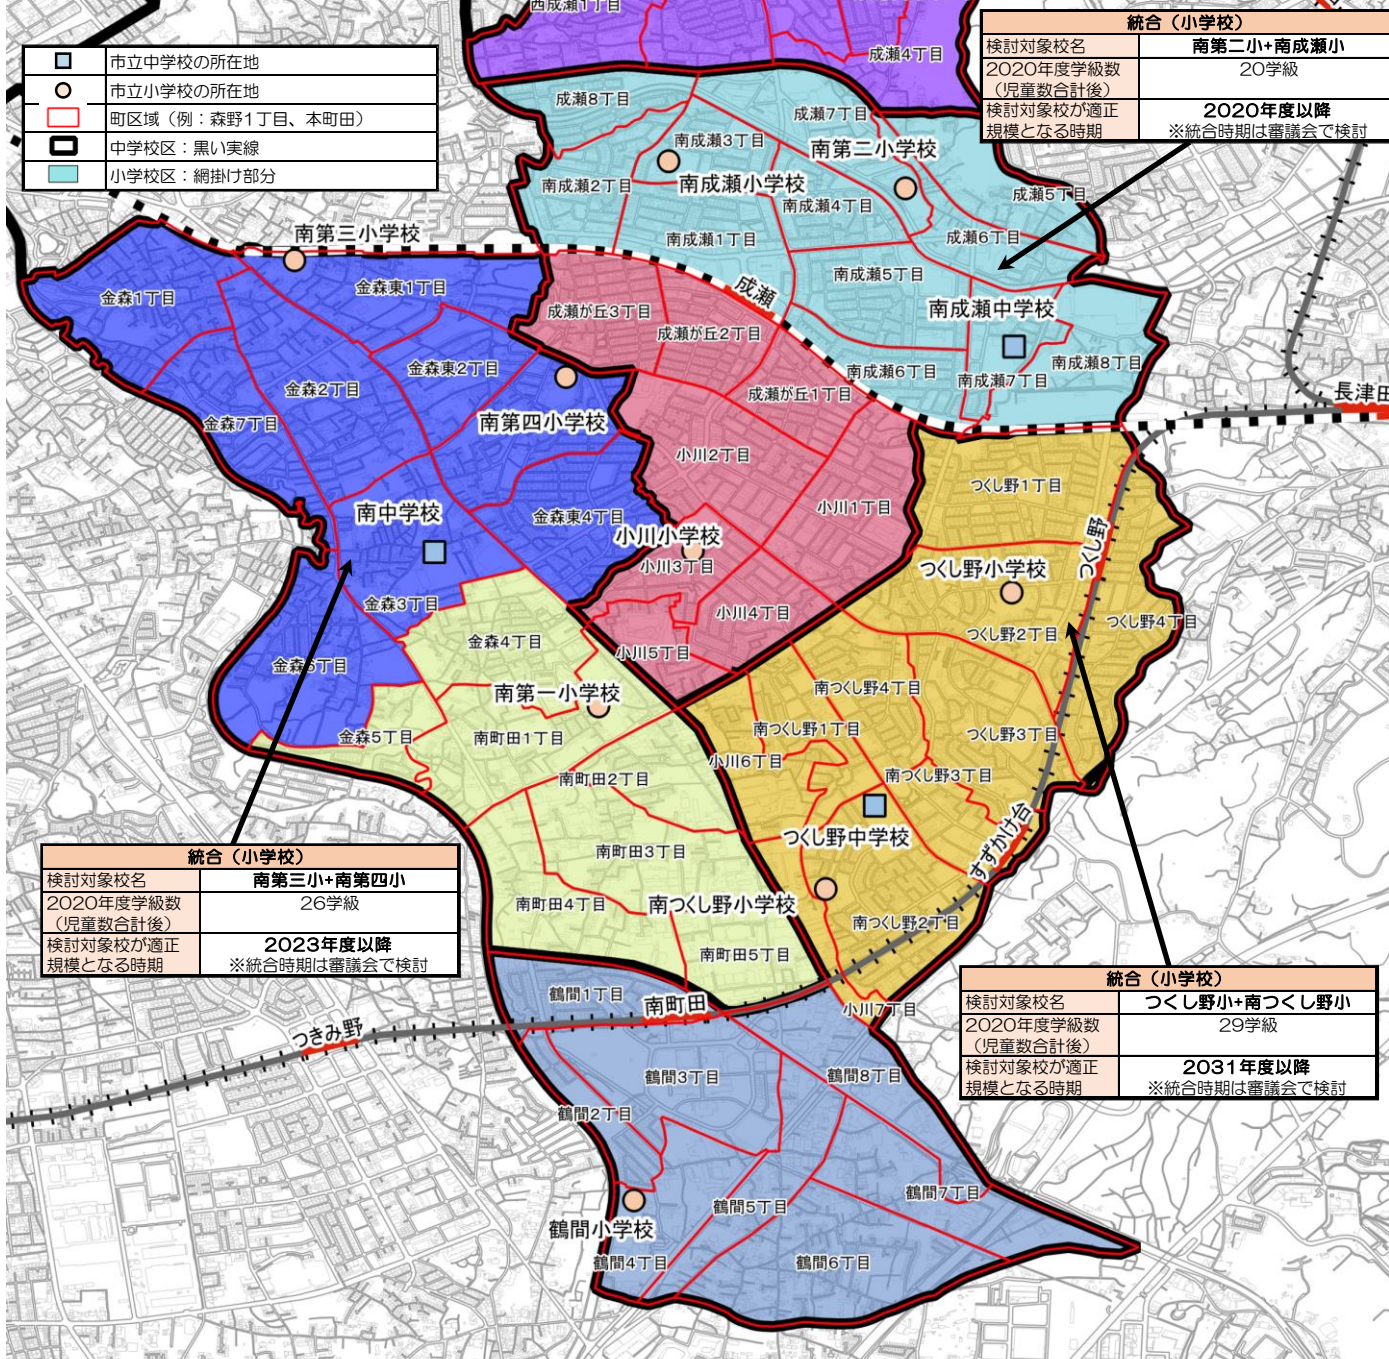 西成瀬1丁目
成瀬4丁目
統合（小学校）
検討対象校名 南第二小+南成瀬小
2020年度学級数
（児童数合計後） 20学級
検討対象校が適正
規模となる時期 2020年度以降
※統合時期は審議会で検討
市立中学校の所在地
市立小学校の所在地
町区域（例：森野1丁目、本町田）
中学校区：黒い実線
小学校区：網掛け部分
成瀬8丁目
成瀬7丁目
南成瀬3丁目
南第二小学校
南成瀬2丁目
南成瀬小学校
成瀬5丁目
南成瀬4丁目
南第三小学校
南成瀬1丁目
成瀬6丁目
南成瀬5丁目
金森1丁目
金森東1丁目
成瀬
成瀬が丘3丁目
南成瀬中学校
成瀬が丘2丁目
金森東2丁目
南成瀬6丁目
南成瀬7丁目
南成瀬8丁目
金森2丁目
成瀬が丘1丁目
長津田
金森7丁目
南第四小学校
小川2丁目
つくし野1丁目
南中学校
金森東4丁目
小川1丁目
小川小学校
つくし野
小川3丁目
つくし野小学校
金森3丁目
小川4丁目
つくし野2丁目
つくし野4丁目
金森4丁目
小川5丁目
金森6丁目
南第一小学校
南つくし野4丁目
金森5丁目
南町田1丁目
南つくし野1丁目
つくし野3丁目
小川6丁目
南町田2丁目
南つくし野3丁目
つくし野中学校
すずかけ台
統合（小学校）
検討対象校名 南第三小+南第四小
2020年度学級数
（児童数合計後） 26学級
検討対象校が適正
規模となる時期 2023年度以降
※統合時期は審議会で検討
南町田3丁目
南町田4丁目
南つくし野小学校
南つくし野2丁目
南町田5丁目
鶴間1丁目
南町田
小川7丁目
つきみ野
統合（小学校）
検討対象校名 つくし野小+南つくし野小
2020年度学級数
（児童数合計後） 29学級
検討対象校が適正
規模となる時期 2031年度以降
※統合時期は審議会で検討
鶴間3丁目
鶴間8丁目
鶴間2丁目
鶴間7丁目
鶴間5丁目
鶴間小学校
鶴間4丁目
鶴間6丁目